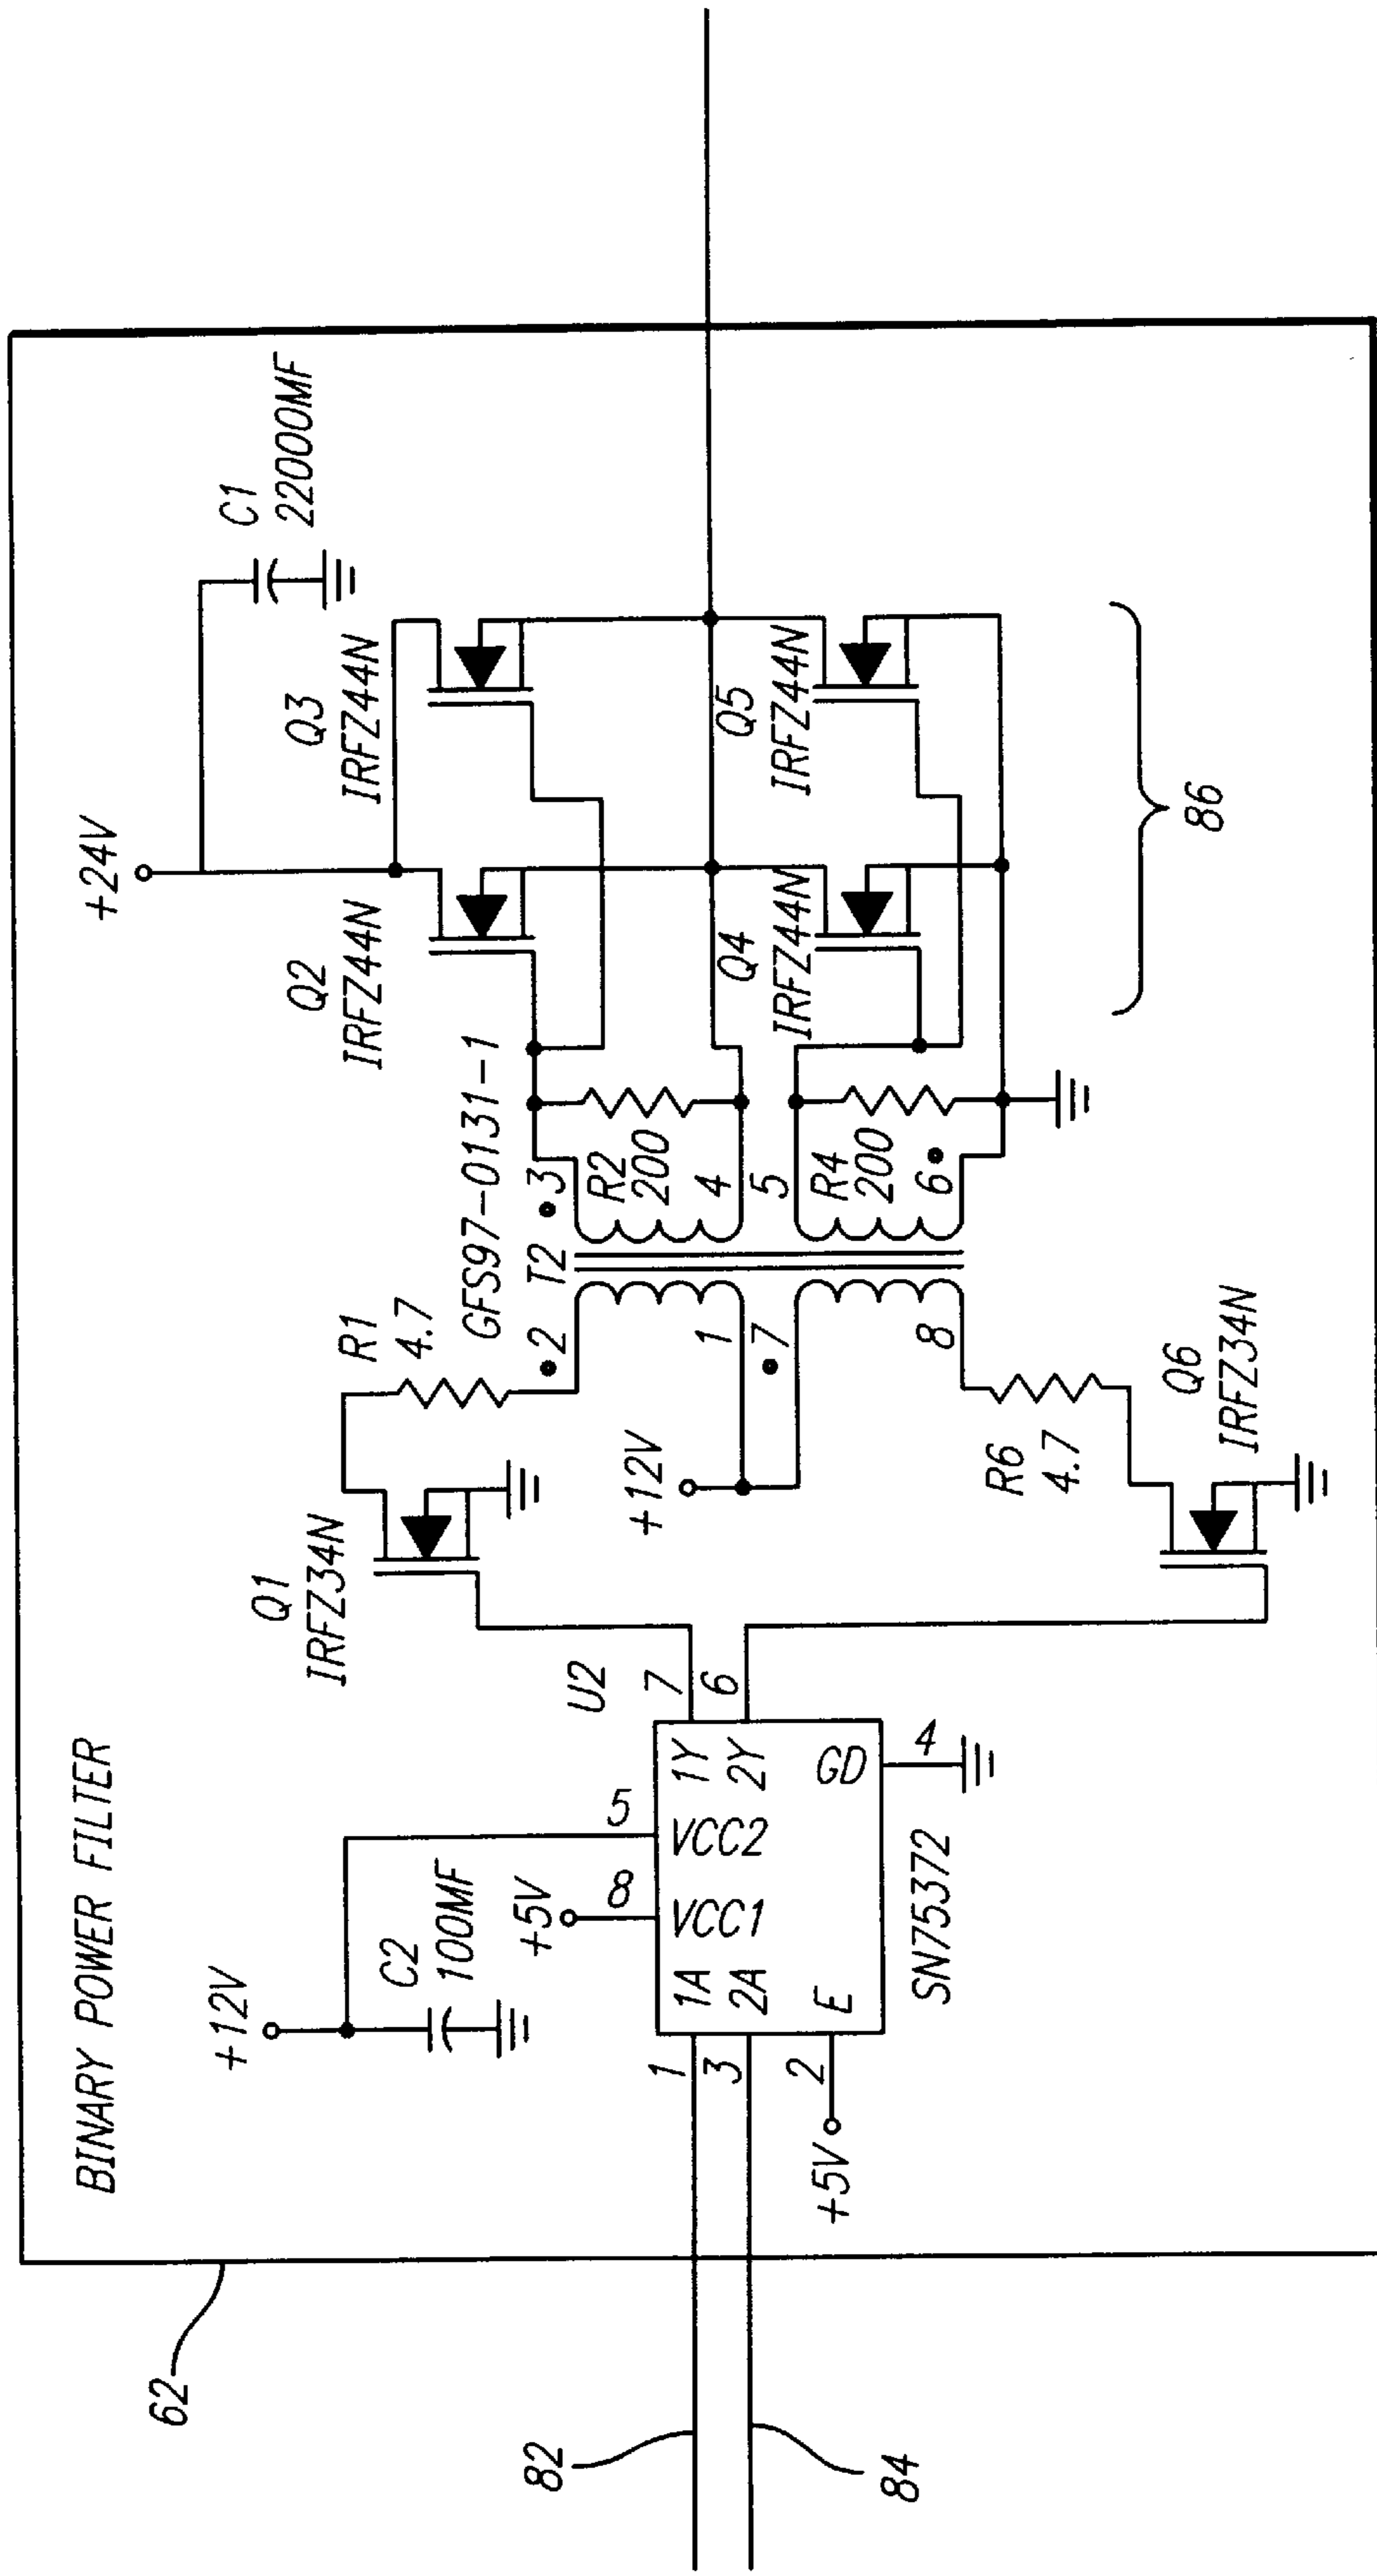 BINARY POWER FILTER
62
82
84
+12V
C2
100MF
+5V
8
5
VCC1
VCC2
1
3
2
1A
2A
E
+5V
1Y
2Y
GD
7
6
4
U2
SN75372
Q1
IRFZ34N
R1
4.7
+12V
GFS97-0131-1
T2
2
1
7
8
3
4
5
6
R2
200
R4
200
R6
4.7
Q6
IRFZ34N
+24V
C1
22000MF
Q2
IRFZ44N
Q3
IRFZ44N
Q4
IRFZ44N
Q5
IRFZ44N
86